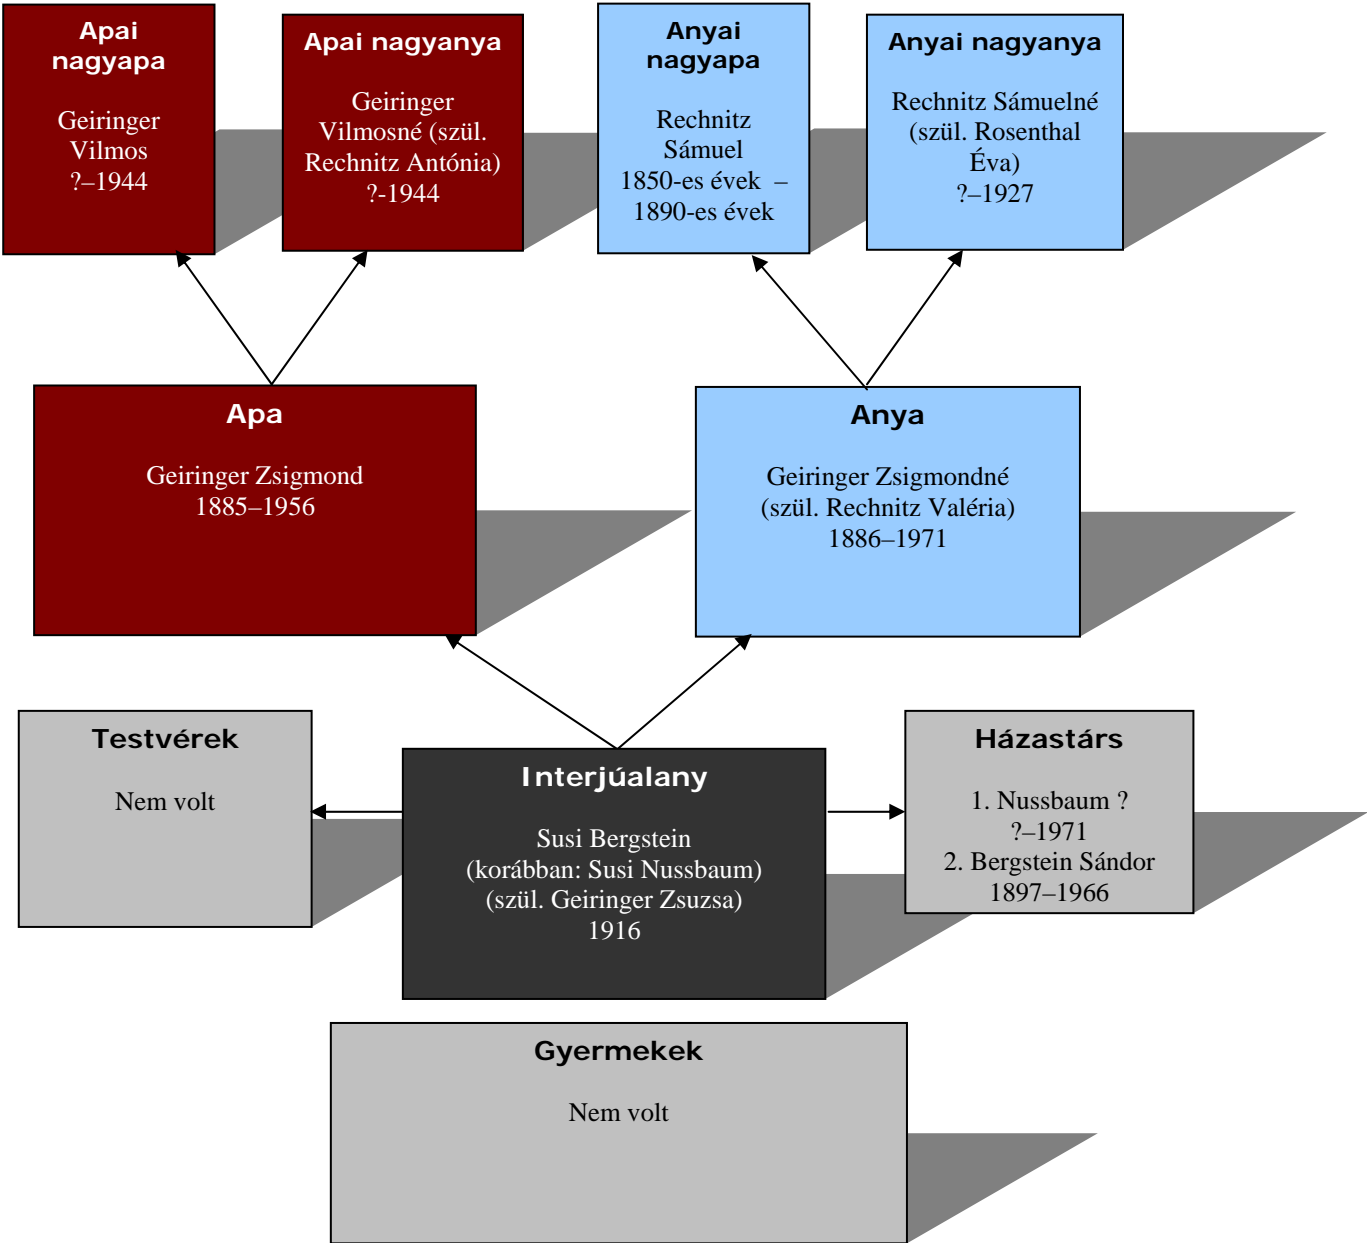 Apai
nagyapa
Geiringer
Vilmos
?–1944
Apai nagyanya
Geiringer
Vilmosné (szül.
Rechnitz Antónia)
?-1944
Anyai
nagyapa
Rechnitz
Sámuel
1850-es évek –
1890-es évek
Anyai nagyanya
Rechnitz Sámuelné
(szül. Rosenthal
Éva)
?–1927
Apa
Geiringer Zsigmond
1885–1956
Anya
Geiringer Zsigmondné
(szül. Rechnitz Valéria)
1886–1971
Testvérek
Nem volt
Interjúalany
Susi Bergstein
(korábban: Susi Nussbaum)
(szül. Geiringer Zsuzsa)
1916
Házastárs
1. Nussbaum ?
?–1971
2. Bergstein Sándor
1897–1966
Gyermekek
Nem volt